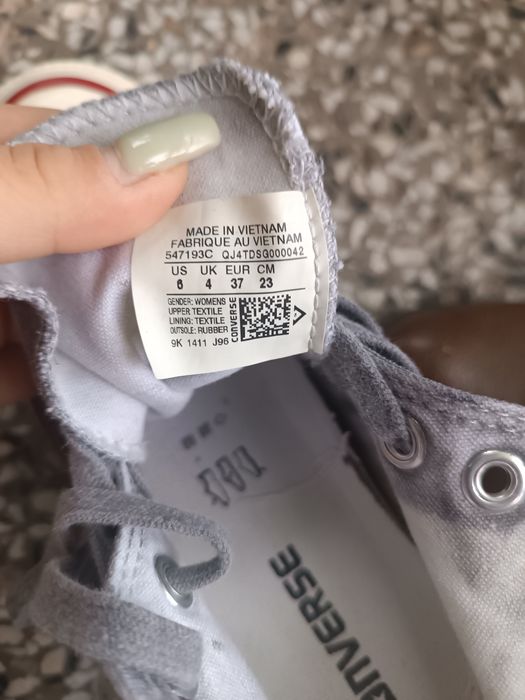 MADE IN VIETNAM
FABRIQUE AU VIETNAM
547193C QJ4TDSG000042
US UK EUR CM
6 4 37 23
GENDER: WOMENS
UPPER: TEXTILE
LINING: TEXTILE
OUTSOLE: RUBBER
CONVERSE
9K 1411 J96
CONVERSE